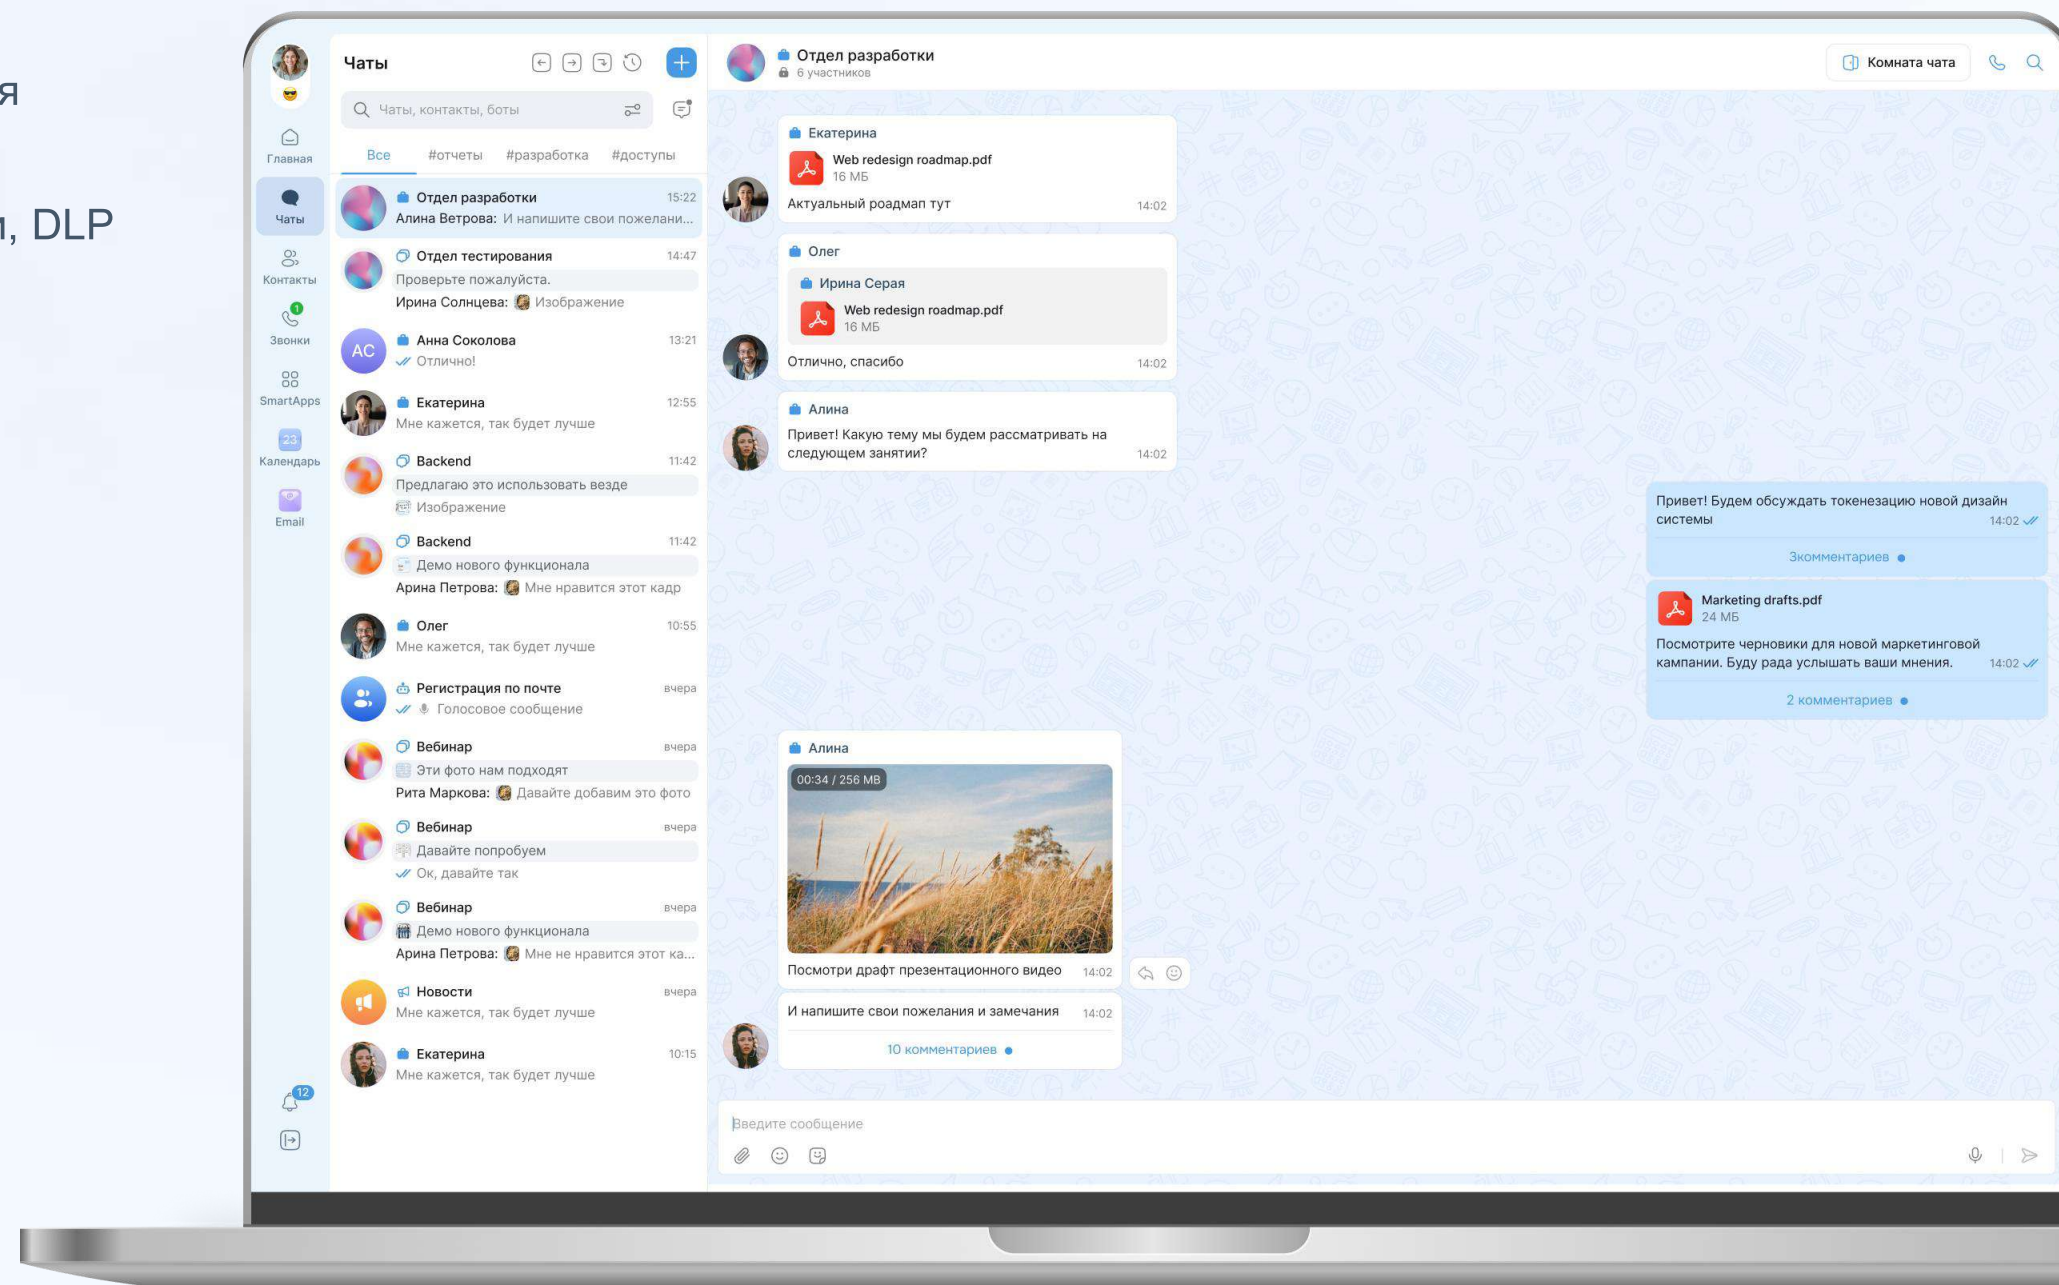 я
, DLP
Главная
Чаты
Контакты
1
Звонки
SmartApps
23
Календарь
Email
12
Чаты
Чаты, контакты, боты
Все #отчеты #разработка #доступы
Отдел разработки 15:22
Алина Ветрова: И напишите свои пожелани...
Отдел тестирования 14:47
Проверьте пожалуйста.
Ирина Солнцева: Изображение
АС
Анна Соколова 13:21
Отлично!
Екатерина 12:55
Мне кажется, так будет лучше
Backend 11:42
Предлагаю это использовать везде
Изображение
Backend 11:42
Демо нового функционала
Арина Петрова: Мне нравится этот кадр
Олег 10:55
Мне кажется, так будет лучше
Регистрация по почте вчера
Голосовое сообщение
Вебинар вчера
Эти фото нам подходят
Рита Маркова: Давайте добавим это фото
Вебинар вчера
Давайте попробуем
Ок, давайте так
Вебинар вчера
Демо нового функционала
Арина Петрова: Мне не нравится этот ка...
Новости вчера
Мне кажется, так будет лучше
Екатерина 10:15
Мне кажется, так будет лучше
Отдел разработки
6 участников
Комната чата
Екатерина
Web redesign roadmap.pdf
16 МБ
Актуальный роадмап тут 14:02
Олег
Ирина Серая
Web redesign roadmap.pdf
16 МБ
Отлично, спасибо 14:02
Алина
Привет! Какую тему мы будем рассматривать на
следующем занятии? 14:02
Привет! Будем обсуждать токенезацию новой дизайн
системы 14:02
3комментариев
Marketing drafts.pdf
24 МБ
Посмотрите черновики для новой маркетинговой
кампании. Буду рада услышать ваши мнения. 14:02
2 комментариев
Алина
00:34 / 256 MB
Посмотри драфт презентационного видео 14:02
И напишите свои пожелания и замечания 14:02
10 комментариев
Введите сообщение